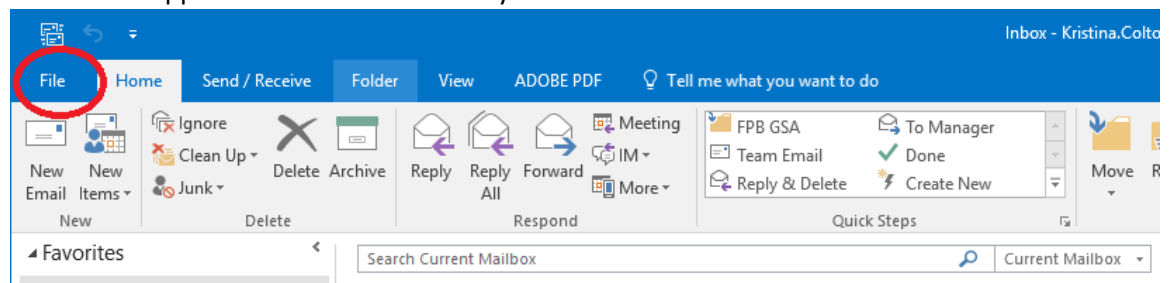 Inbox - Kristina.Colto
File Home Send / Receive Folder View ADOBE PDF Tell me what you want to do
New Email
New Items
Ignore
Clean Up
Junk
Delete
Archive
Reply
Reply All
Forward
Meeting
IM
More
FPB GSA
Team Email
Reply & Delete
To Manager
Done
Create New
Move
R
New Delete Respond Quick Steps
Favorites
Search Current Mailbox
Current Mailbox